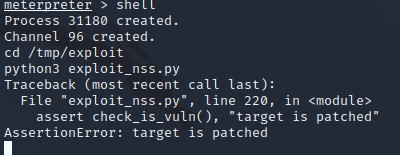 meterpreter > shell
Process 31180 created.
Channel 96 created.
cd /tmp/exploit
python3 exploit_nss.py
Traceback (most recent call last):
  File "exploit_nss.py", line 220, in <module>
    assert check_is_vuln(), "target is patched"
AssertionError: target is patched